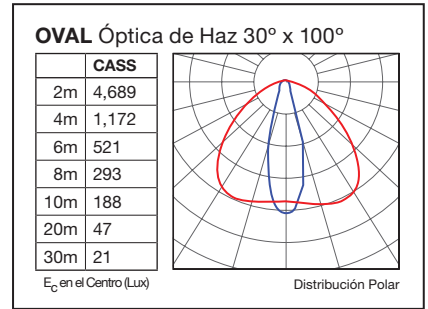 OVAL Óptica de Haz 30º x 100º
CASS
2m 4,689
4m 1,172
6m 521
8m 293
10m 188
20m 47
30m 21
EC en el Centro (Lux)
Distribución Polar